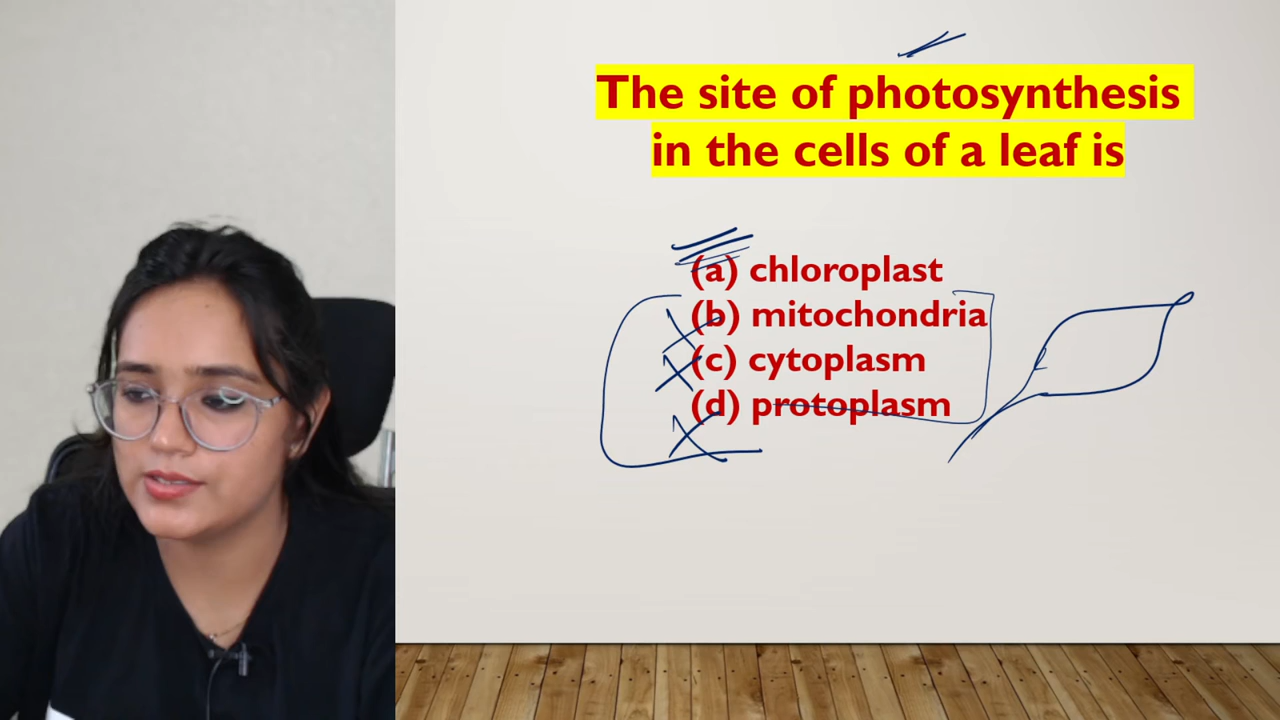 The site of photosynthesis
in the cells of a leaf is
(a) chloroplast
(b) mitochondria
(c) cytoplasm
(d) protoplasm